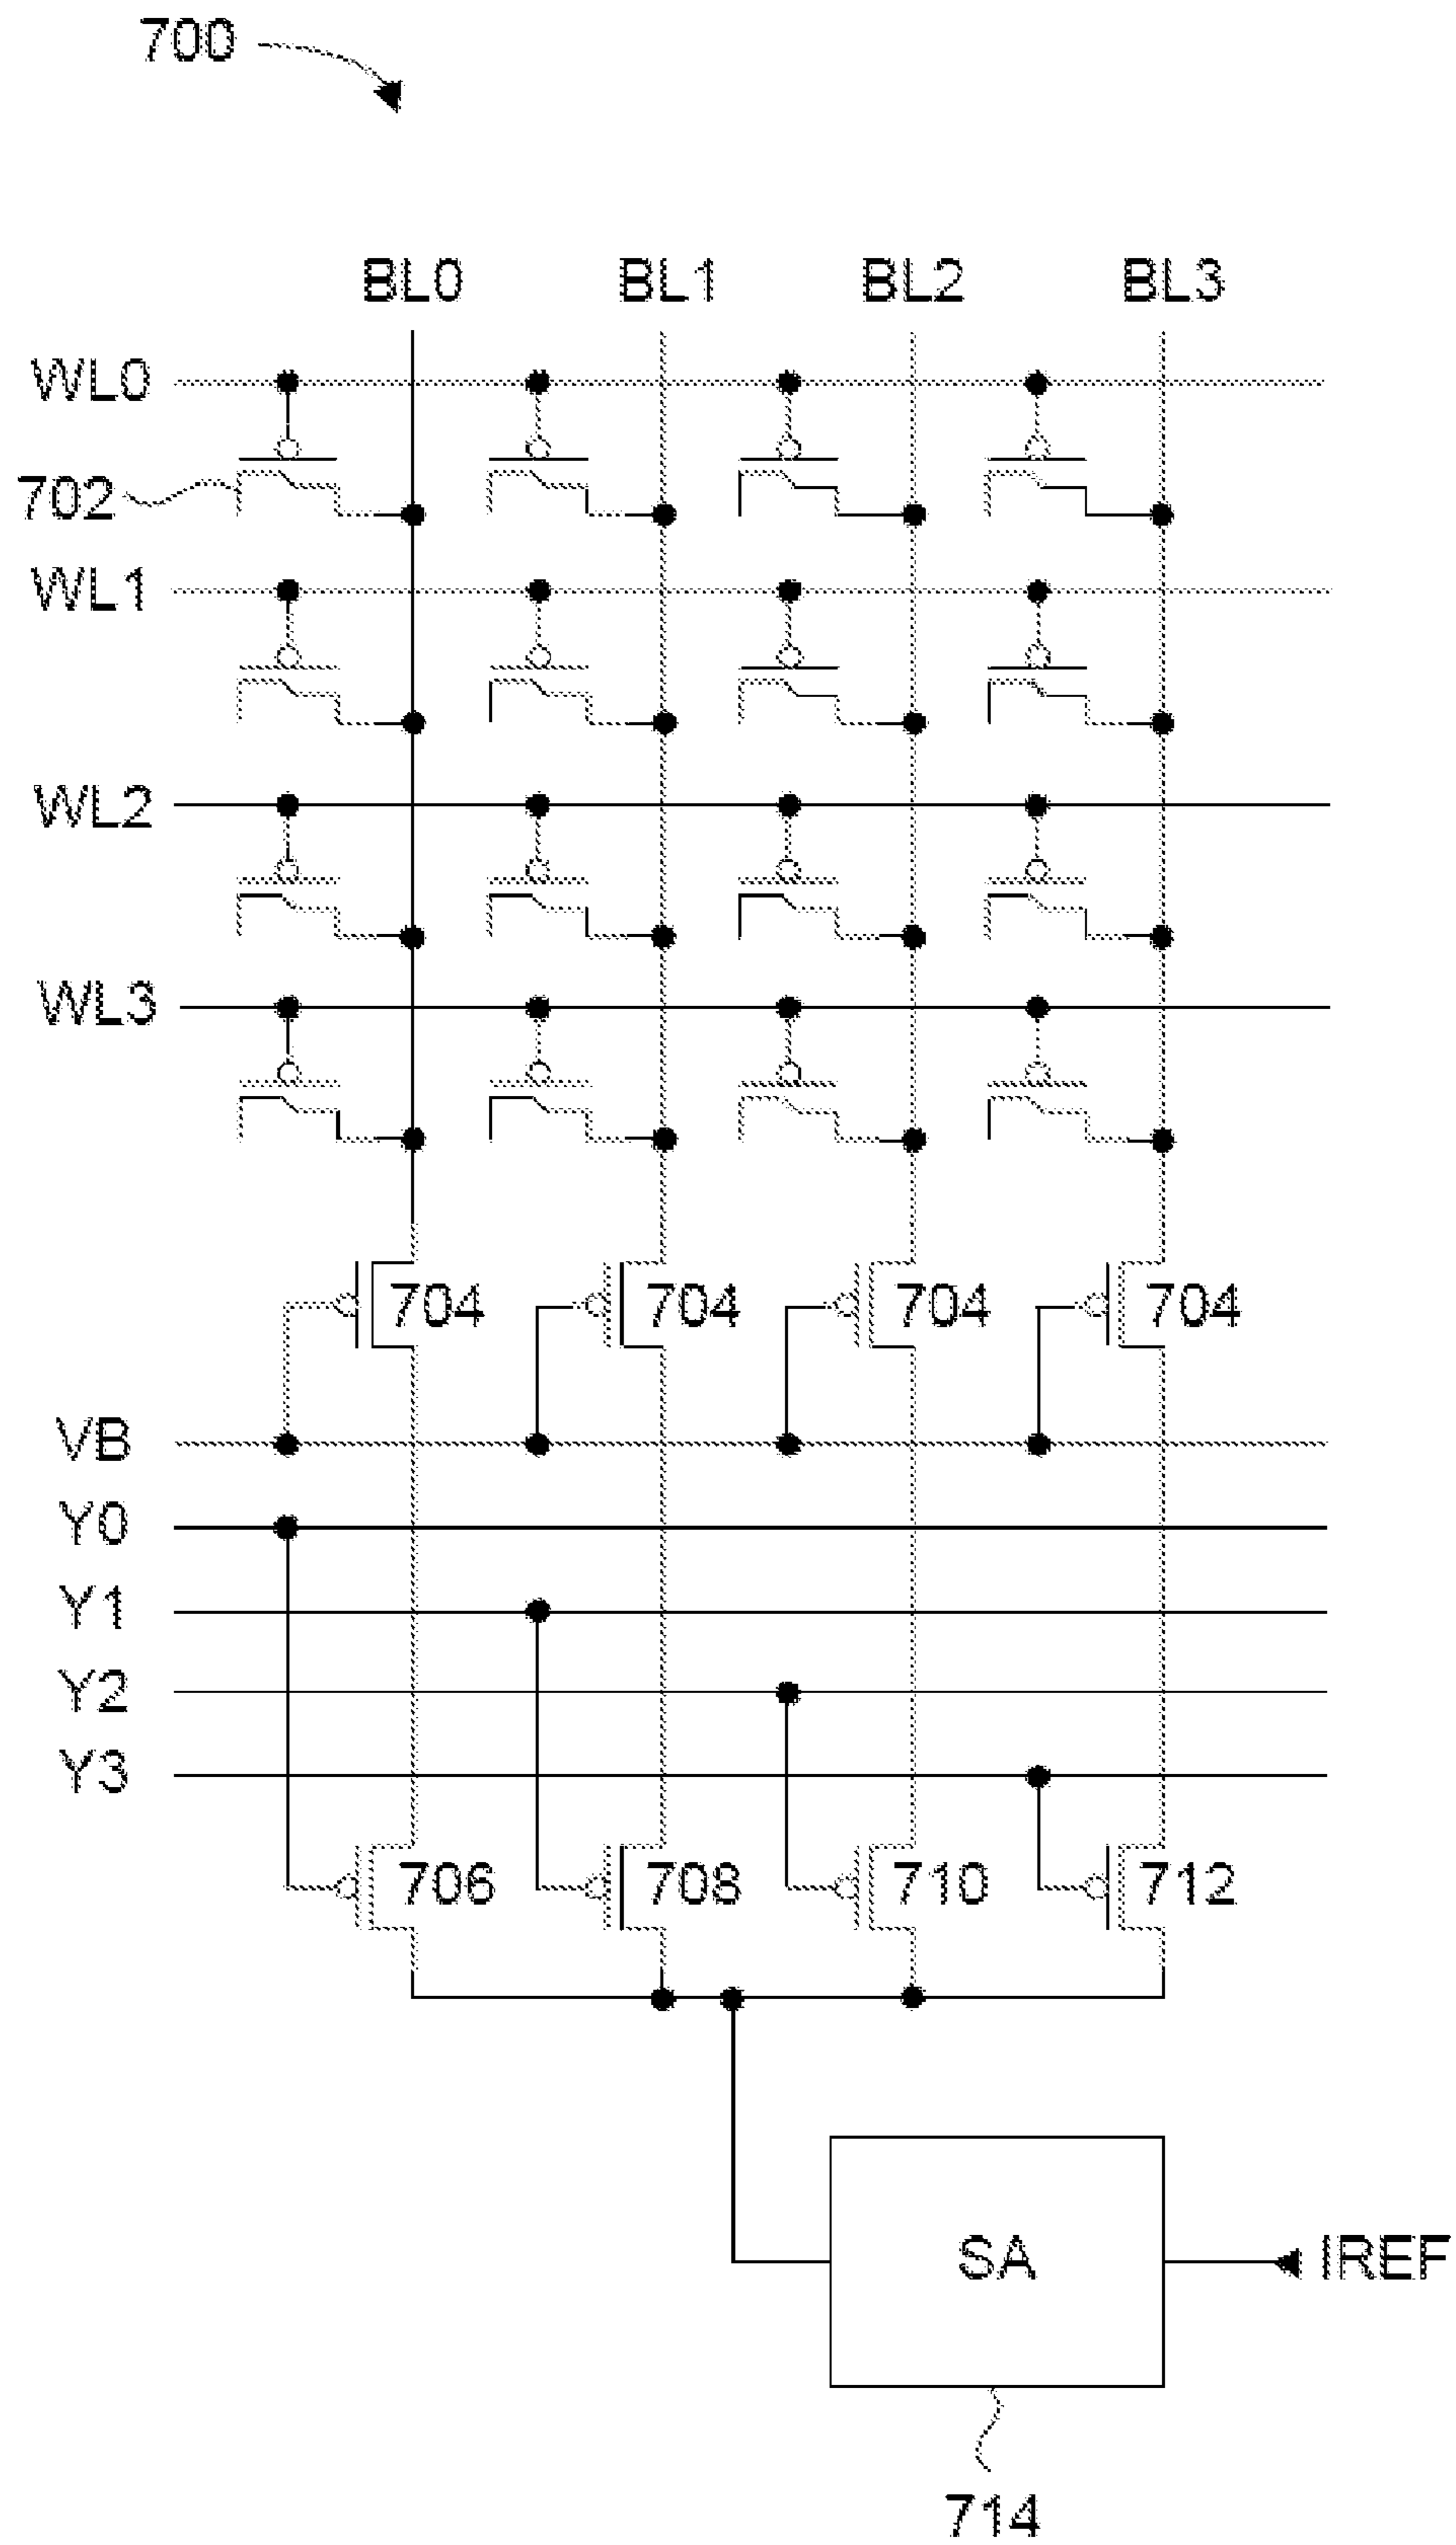 700
BL0 BL1 BL2 BL3
WL0
702
WL1
WL2
WL3
704 704 704 704
VB
Y0
Y1
Y2
Y3
706 708 710 712
SA IREF
714